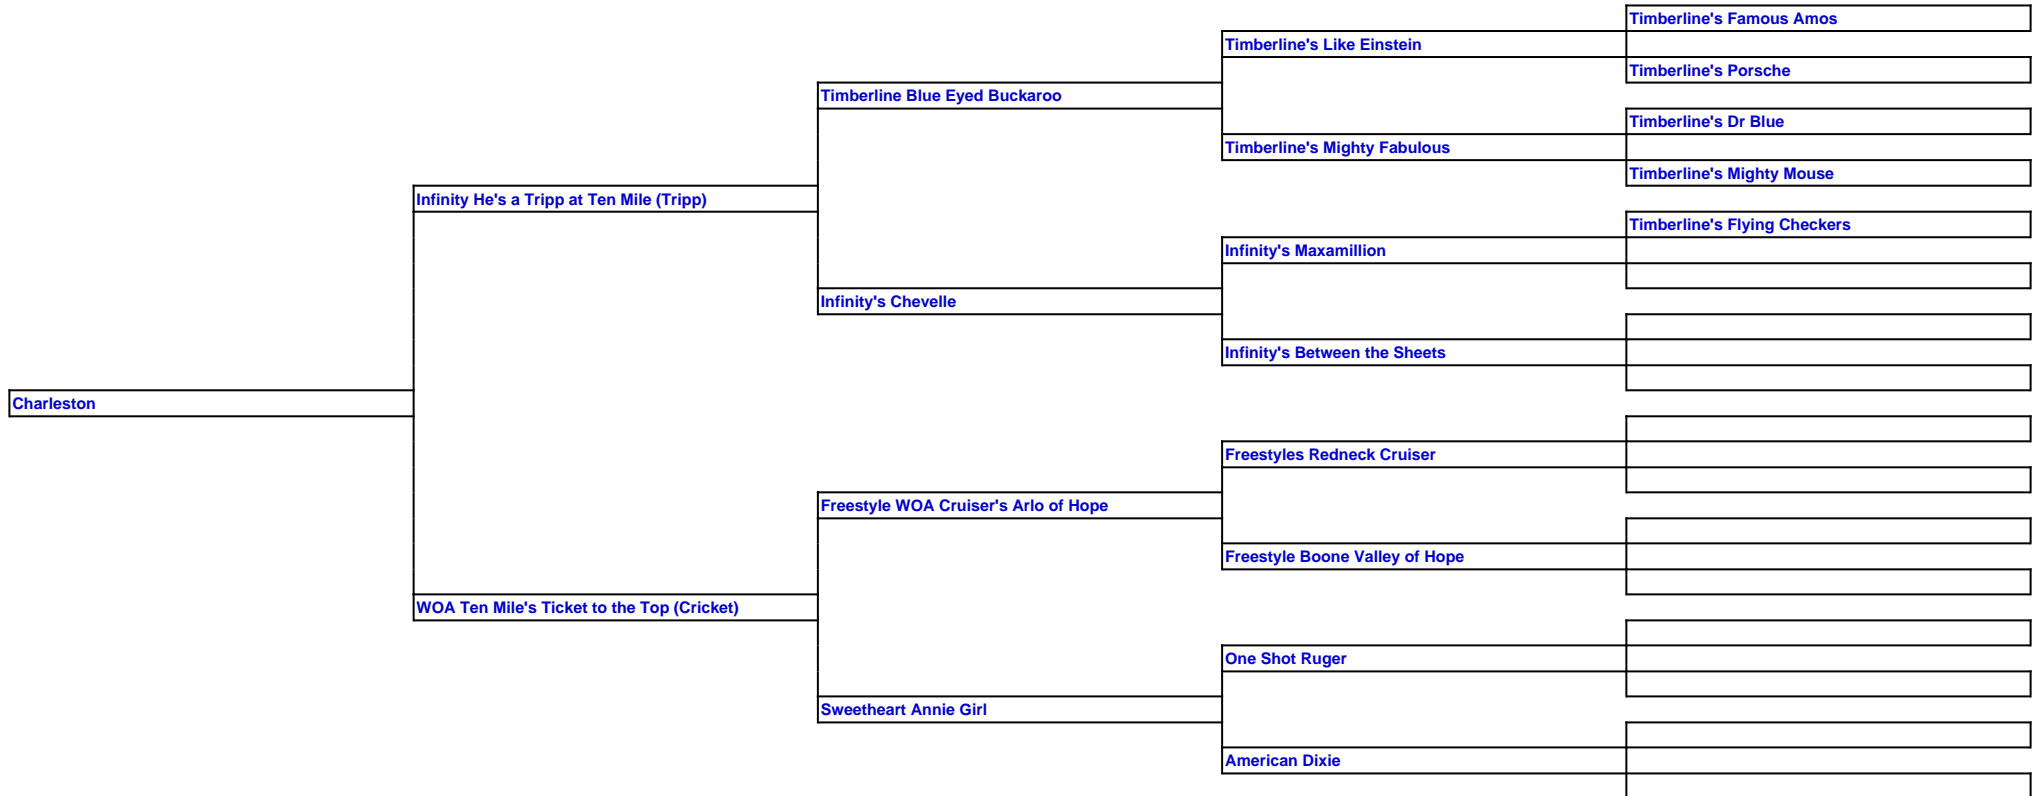 Timberline's Famous Amos
Timberline's Like Einstein
Timberline's Porsche
Timberline Blue Eyed Buckaroo
Timberline's Dr Blue
Timberline's Mighty Fabulous
Timberline's Mighty Mouse
Infinity He's a Tripp at Ten Mile (Tripp)
Timberline's Flying Checkers
Infinity's Maxamillion
Infinity's Chevelle
Infinity's Between the Sheets
Charleston
Freestyles Redneck Cruiser
Freestyle WOA Cruiser's Arlo of Hope
Freestyle Boone Valley of Hope
WOA Ten Mile's Ticket to the Top (Cricket)
One Shot Ruger
Sweetheart Annie Girl
American Dixie